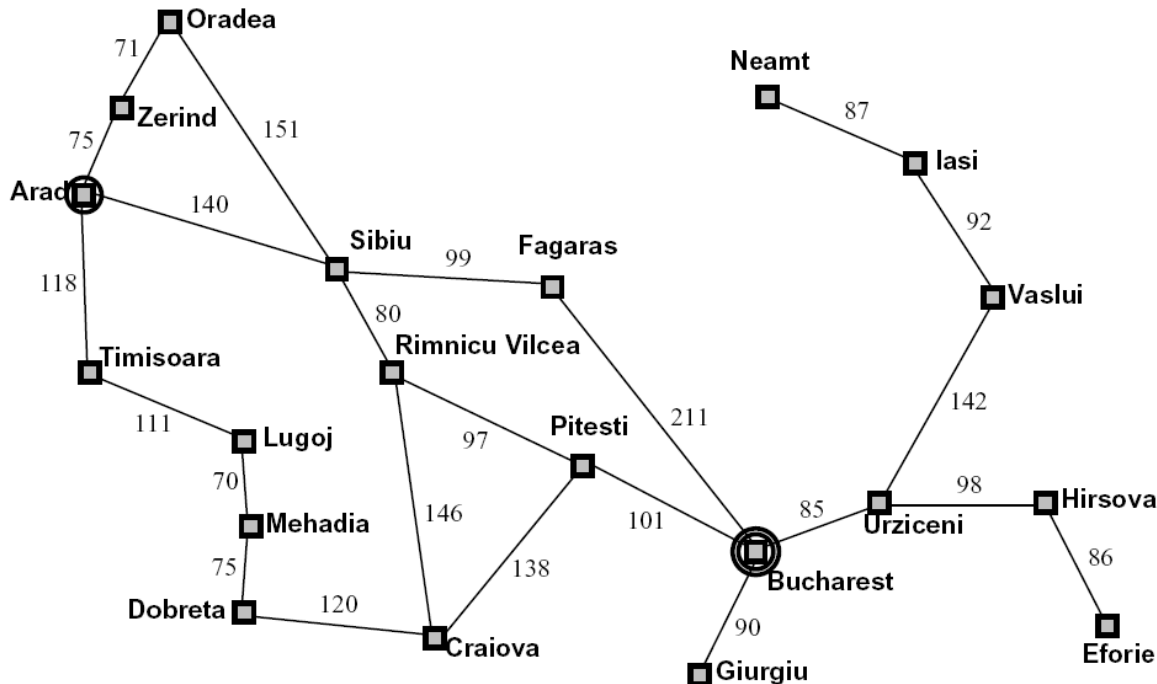 Oradea
71
Neamt
87
Zerind
151
75
Iasi
Arad
140
92
Sibiu
Fagaras
99
118
80
Vaslui
Rimnicu Vilcea
Timisoara
142
111
211
Pitesti
Lugoj
97
70
98
Hirsova
85
146
101
Urziceni
Mehadia
86
75
138
Bucharest
Dobreta
120
90
Craiova
Eforie
Giurgiu